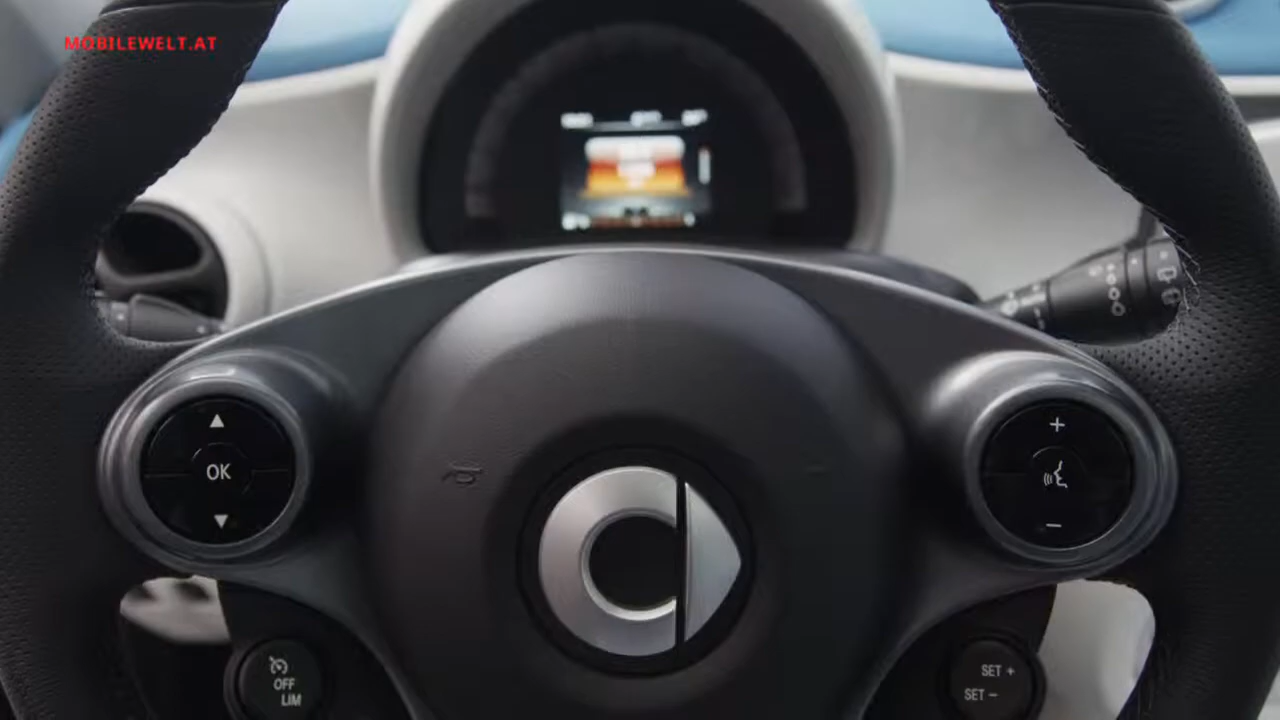 MOBILEWELT.AT
OK
+
−
OFF
LIM
SET +
SET −